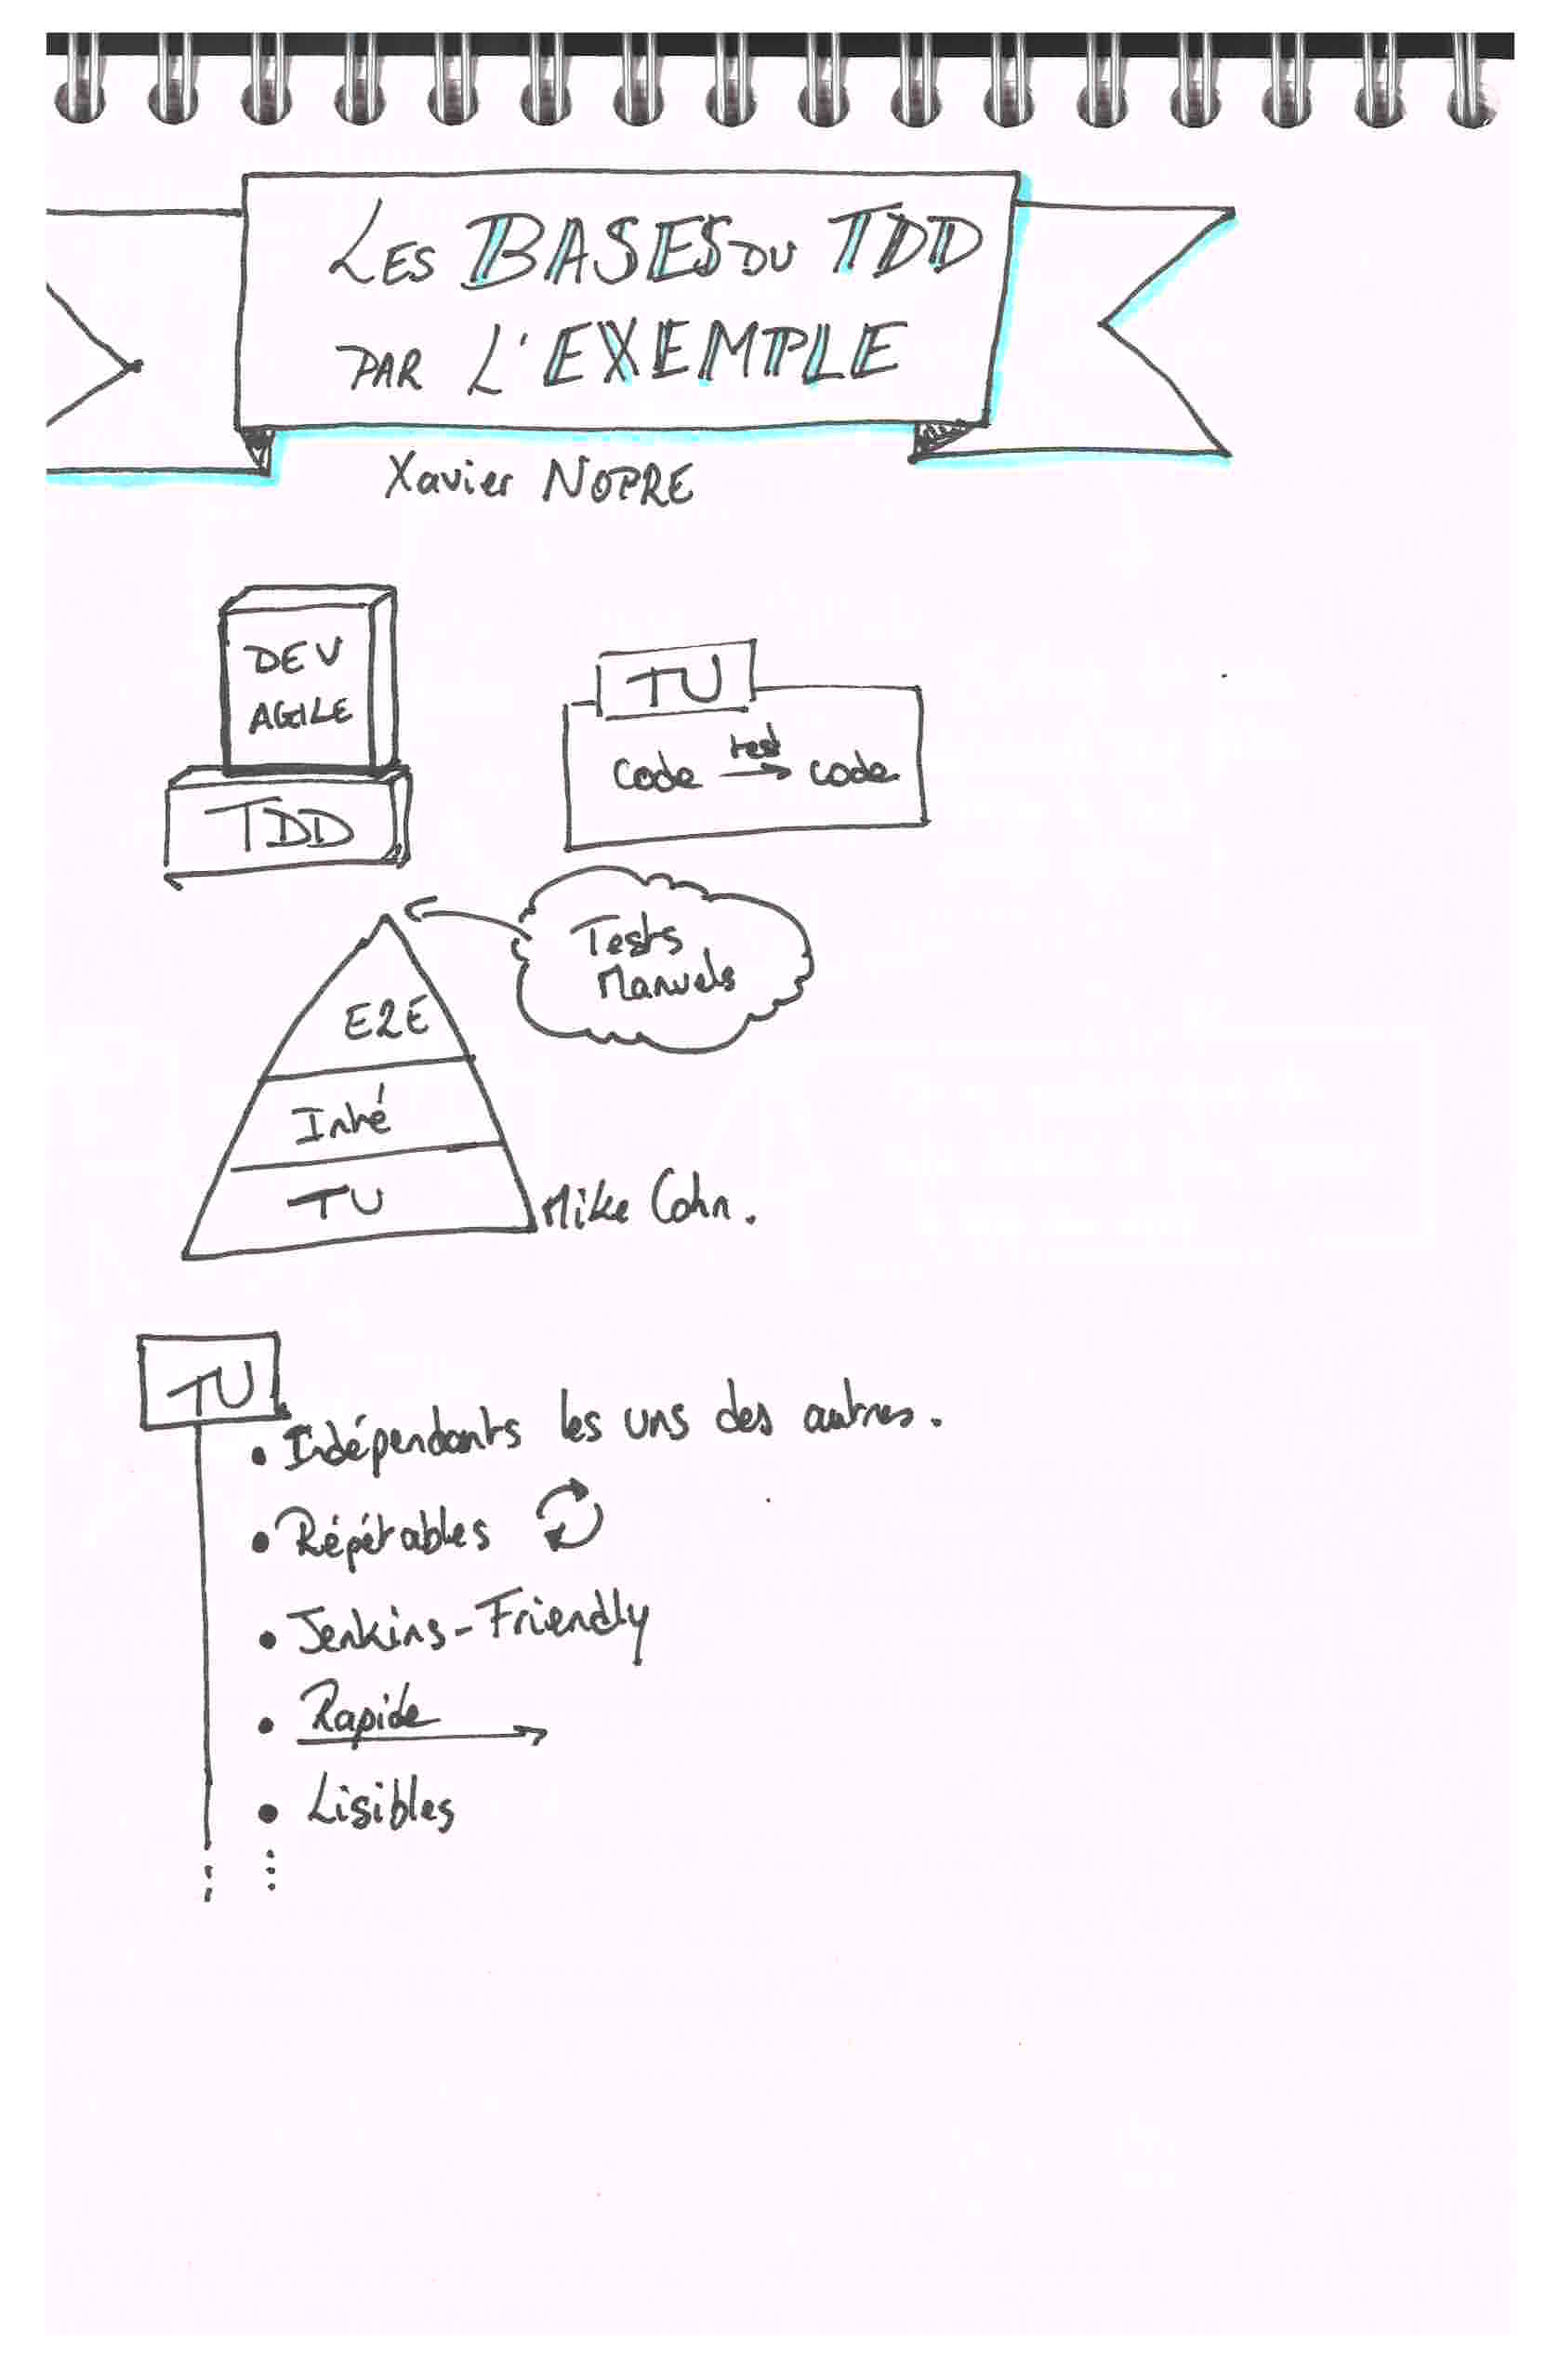 LES BASES DU TDD
PAR L'EXEMPLE
Xavier NOPRE
DEV
AGILE
TDD
TU
Code test → code
Tests
Manuels
E2E
Inté
TU
Mike Cohn.
TU
• Indépendants les uns des autres.
• Répétables
• Jenkins-Friendly
• Rapide
• Lisibles